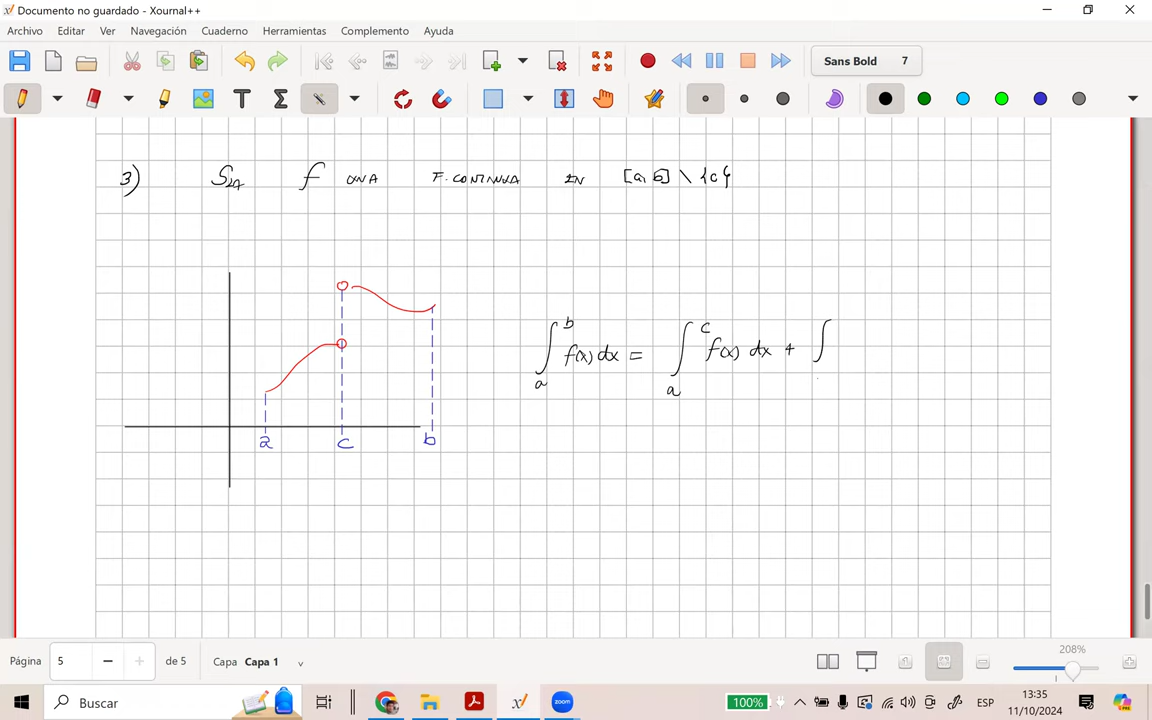 Documento no guardado - Xournal++
Archivo Editar Ver Navegación Cuaderno Herramientas Complemento Ayuda
Sans Bold 7
3) SEA f UNA F. CONTINUA EN [a, b] \ {c}
∫ₐᵇ f(x) dx = ∫ₐᶜ f(x) dx + ∫
a c b
Página 5 de 5 Capa Capa 1 208%
Buscar 100% ESP 13:35
11/10/2024